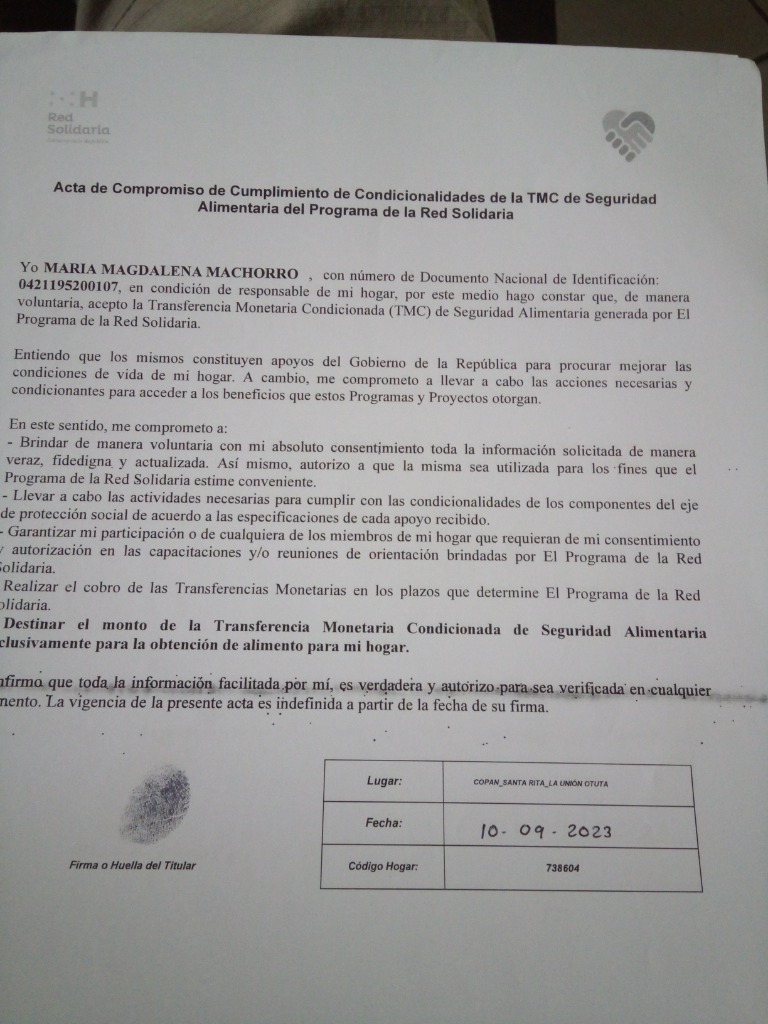 H
Red
Solidaria
Acta de Compromiso de Cumplimiento de Condicionalidades de la TMC de Seguridad
Alimentaria del Programa de la Red Solidaria
Yo MARIA MAGDALENA MACHORRO , con número de Documento Nacional de Identificación:
0421195200107, en condición de responsable de mi hogar, por este medio hago constar que, de manera
voluntaria, acepto la Transferencia Monetaria Condicionada (TMC) de Seguridad Alimentaria generada por El
Programa de la Red Solidaria.
Entiendo que los mismos constituyen apoyos del Gobierno de la República para procurar mejorar las
condiciones de vida de mi hogar. A cambio, me comprometo a llevar a cabo las acciones necesarias y
condicionantes para acceder a los beneficios que estos Programas y Proyectos otorgan.
En este sentido, me comprometo a:
- Brindar de manera voluntaria con mi absoluto consentimiento toda la información solicitada de manera
veraz, fidedigna y actualizada. Así mismo, autorizo a que la misma sea utilizada para los fines que el
Programa de la Red Solidaria estime conveniente.
- Llevar a cabo las actividades necesarias para cumplir con las condicionalidades de los componentes del eje
de protección social de acuerdo a las especificaciones de cada apoyo recibido.
- Garantizar mi participación o de cualquiera de los miembros de mi hogar que requieran de mi consentimiento
y autorización en las capacitaciones y/o reuniones de orientación brindadas por El Programa de la Red
Solidaria.
Realizar el cobro de las Transferencias Monetarias en los plazos que determine El Programa de la Red
olidaria.
Destinar el monto de la Transferencia Monetaria Condicionada de Seguridad Alimentaria
clusivamente para la obtención de alimento para mi hogar.
nfirmo que toda la información facilitada por mí, es verdadera y autorizo para sea verificada en cualquier
mento. La vigencia de la presente acta es indefinida a partir de la fecha de su firma.
Lugar: COPAN_SANTA RITA_LA UNIÓN OTUTA
Fecha: 10-09-2023
Código Hogar: 738604
Firma o Huella del Titular